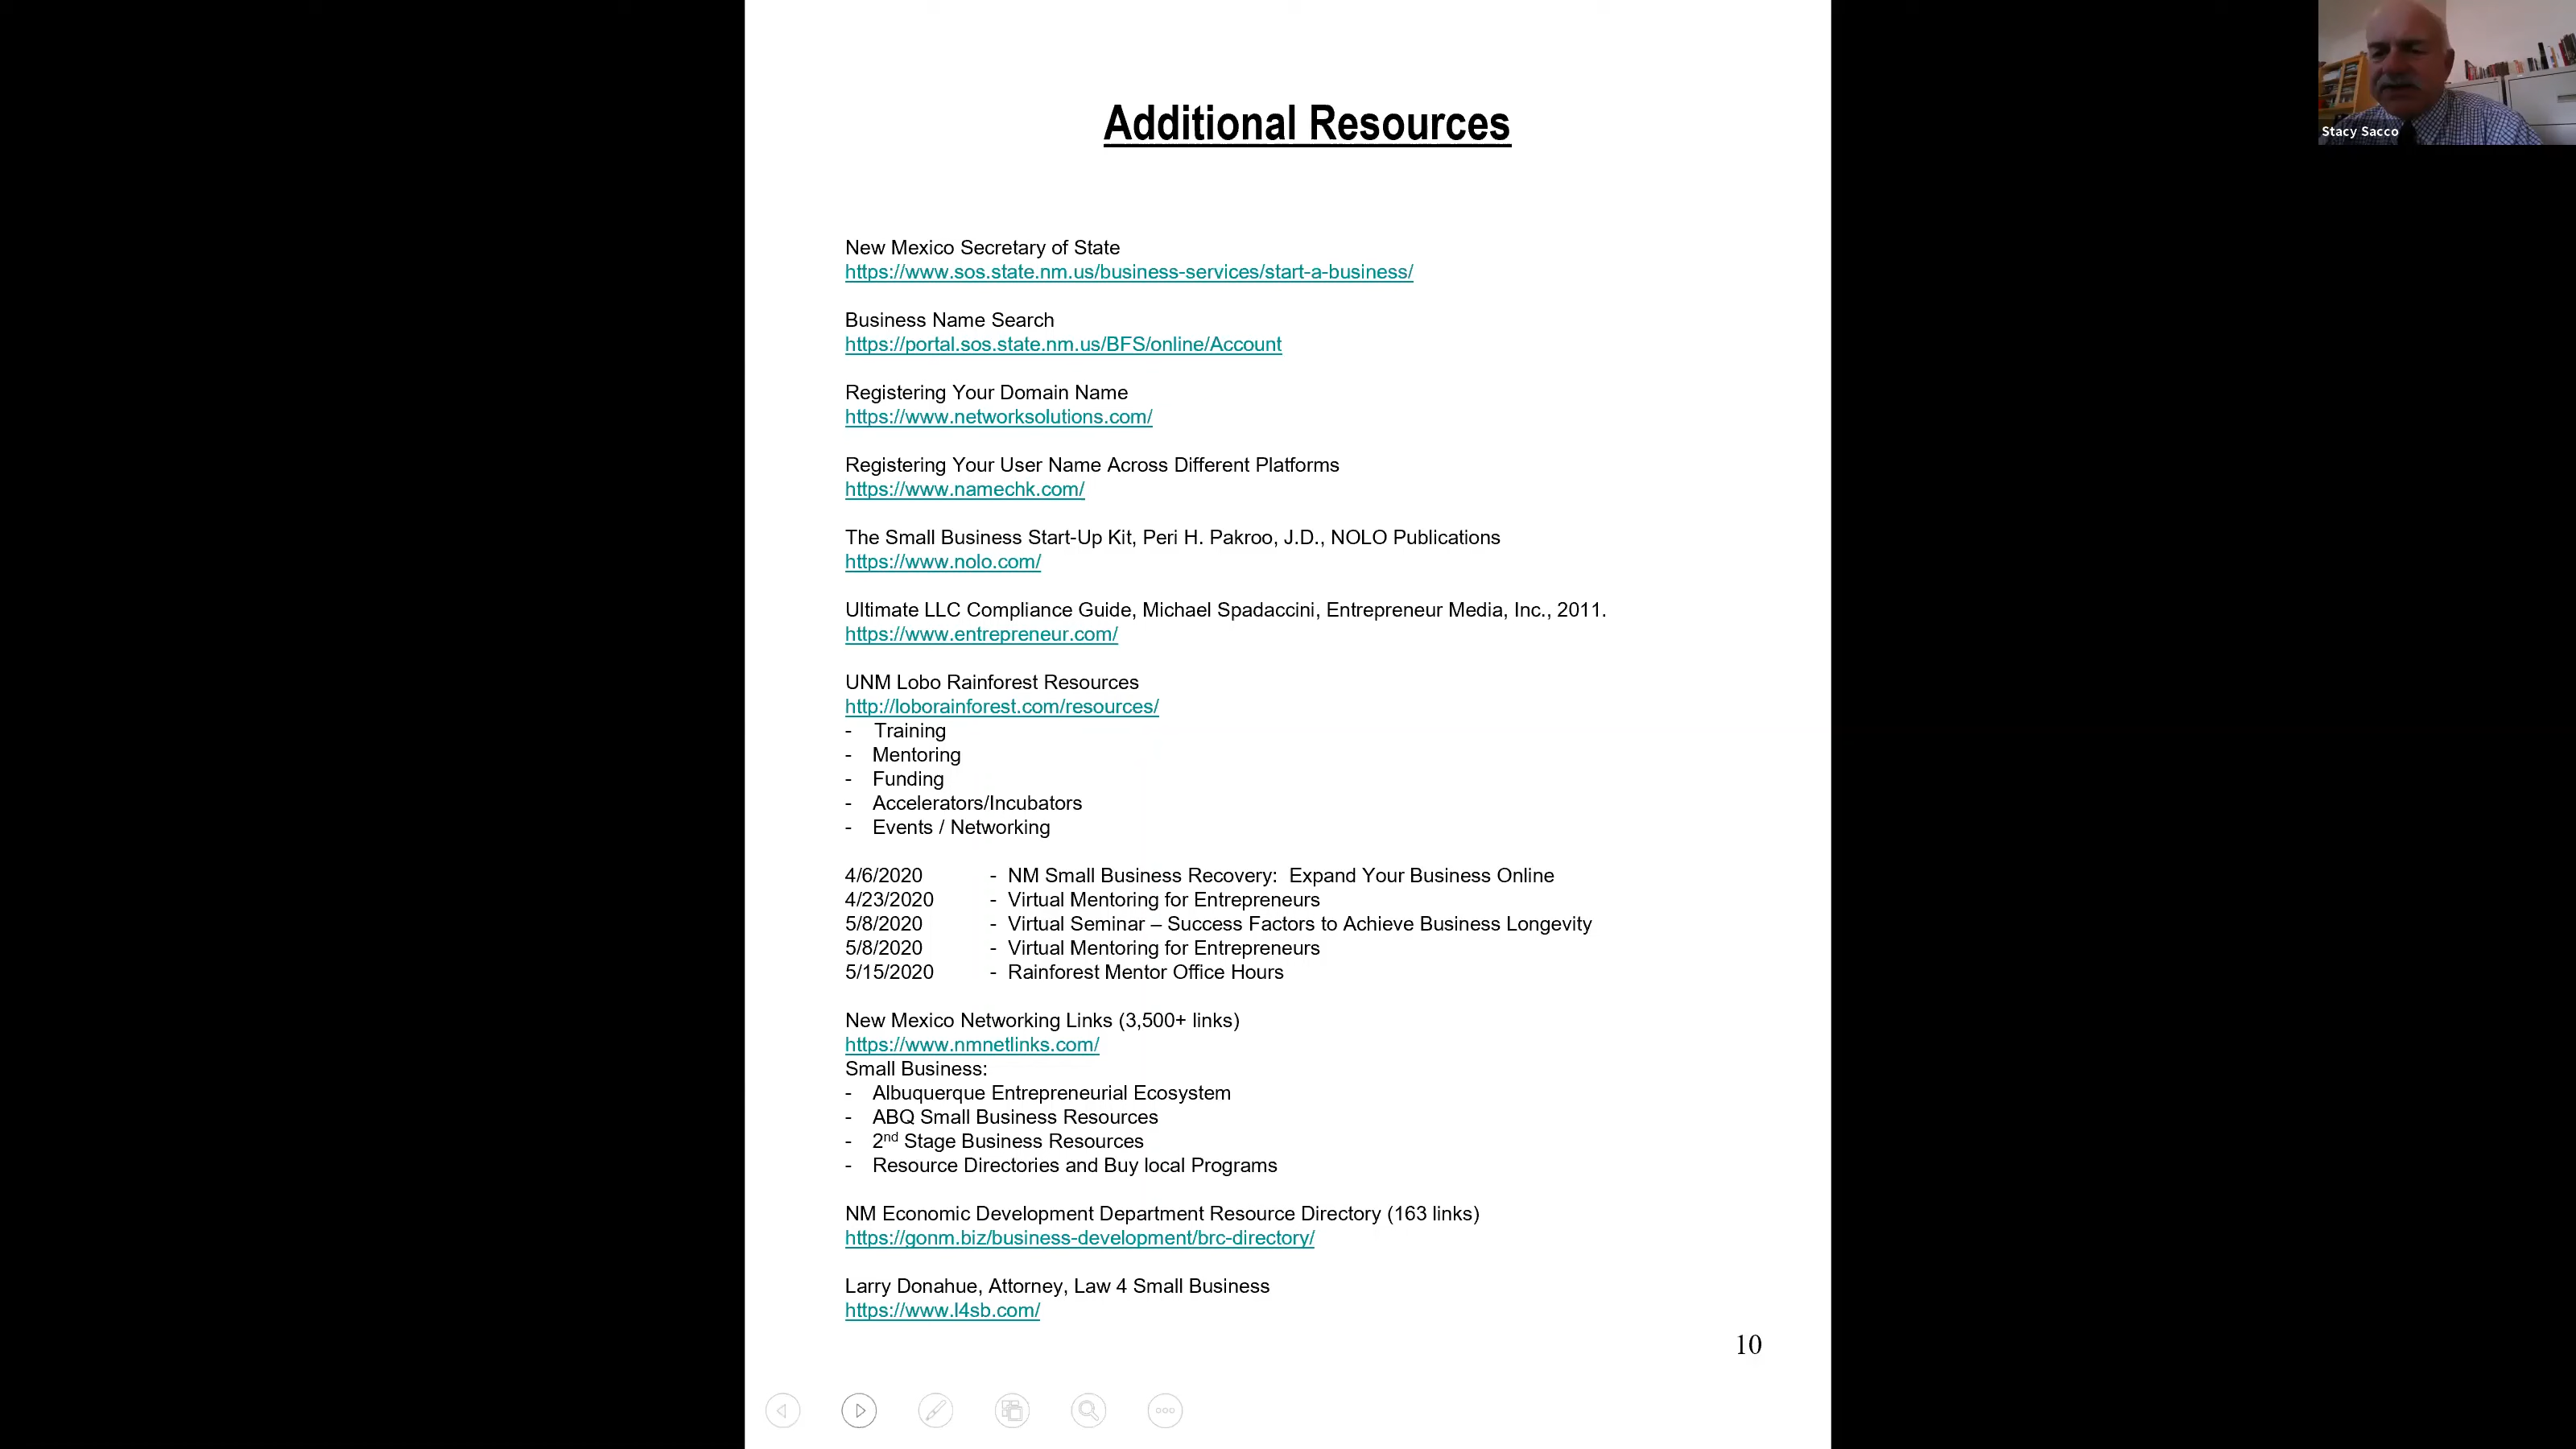 Additional Resources
Stacy Sacco
New Mexico Secretary of State
https://www.sos.state.nm.us/business-services/start-a-business/
Business Name Search
https://portal.sos.state.nm.us/BFS/online/Account
Registering Your Domain Name
https://www.networksolutions.com/
Registering Your User Name Across Different Platforms
https://www.namechk.com/
The Small Business Start-Up Kit, Peri H. Pakroo, J.D., NOLO Publications
https://www.nolo.com/
Ultimate LLC Compliance Guide, Michael Spadaccini, Entrepreneur Media, Inc., 2011.
https://www.entrepreneur.com/
UNM Lobo Rainforest Resources
http://loborainforest.com/resources/
- Training
- Mentoring
- Funding
- Accelerators/Incubators
- Events / Networking
4/6/2020 - NM Small Business Recovery: Expand Your Business Online
4/23/2020 - Virtual Mentoring for Entrepreneurs
5/8/2020 - Virtual Seminar – Success Factors to Achieve Business Longevity
5/8/2020 - Virtual Mentoring for Entrepreneurs
5/15/2020 - Rainforest Mentor Office Hours
New Mexico Networking Links (3,500+ links)
https://www.nmnetlinks.com/
Small Business:
- Albuquerque Entrepreneurial Ecosystem
- ABQ Small Business Resources
- 2nd Stage Business Resources
- Resource Directories and Buy local Programs
NM Economic Development Department Resource Directory (163 links)
https://gonm.biz/business-development/brc-directory/
Larry Donahue, Attorney, Law 4 Small Business
https://www.l4sb.com/
10